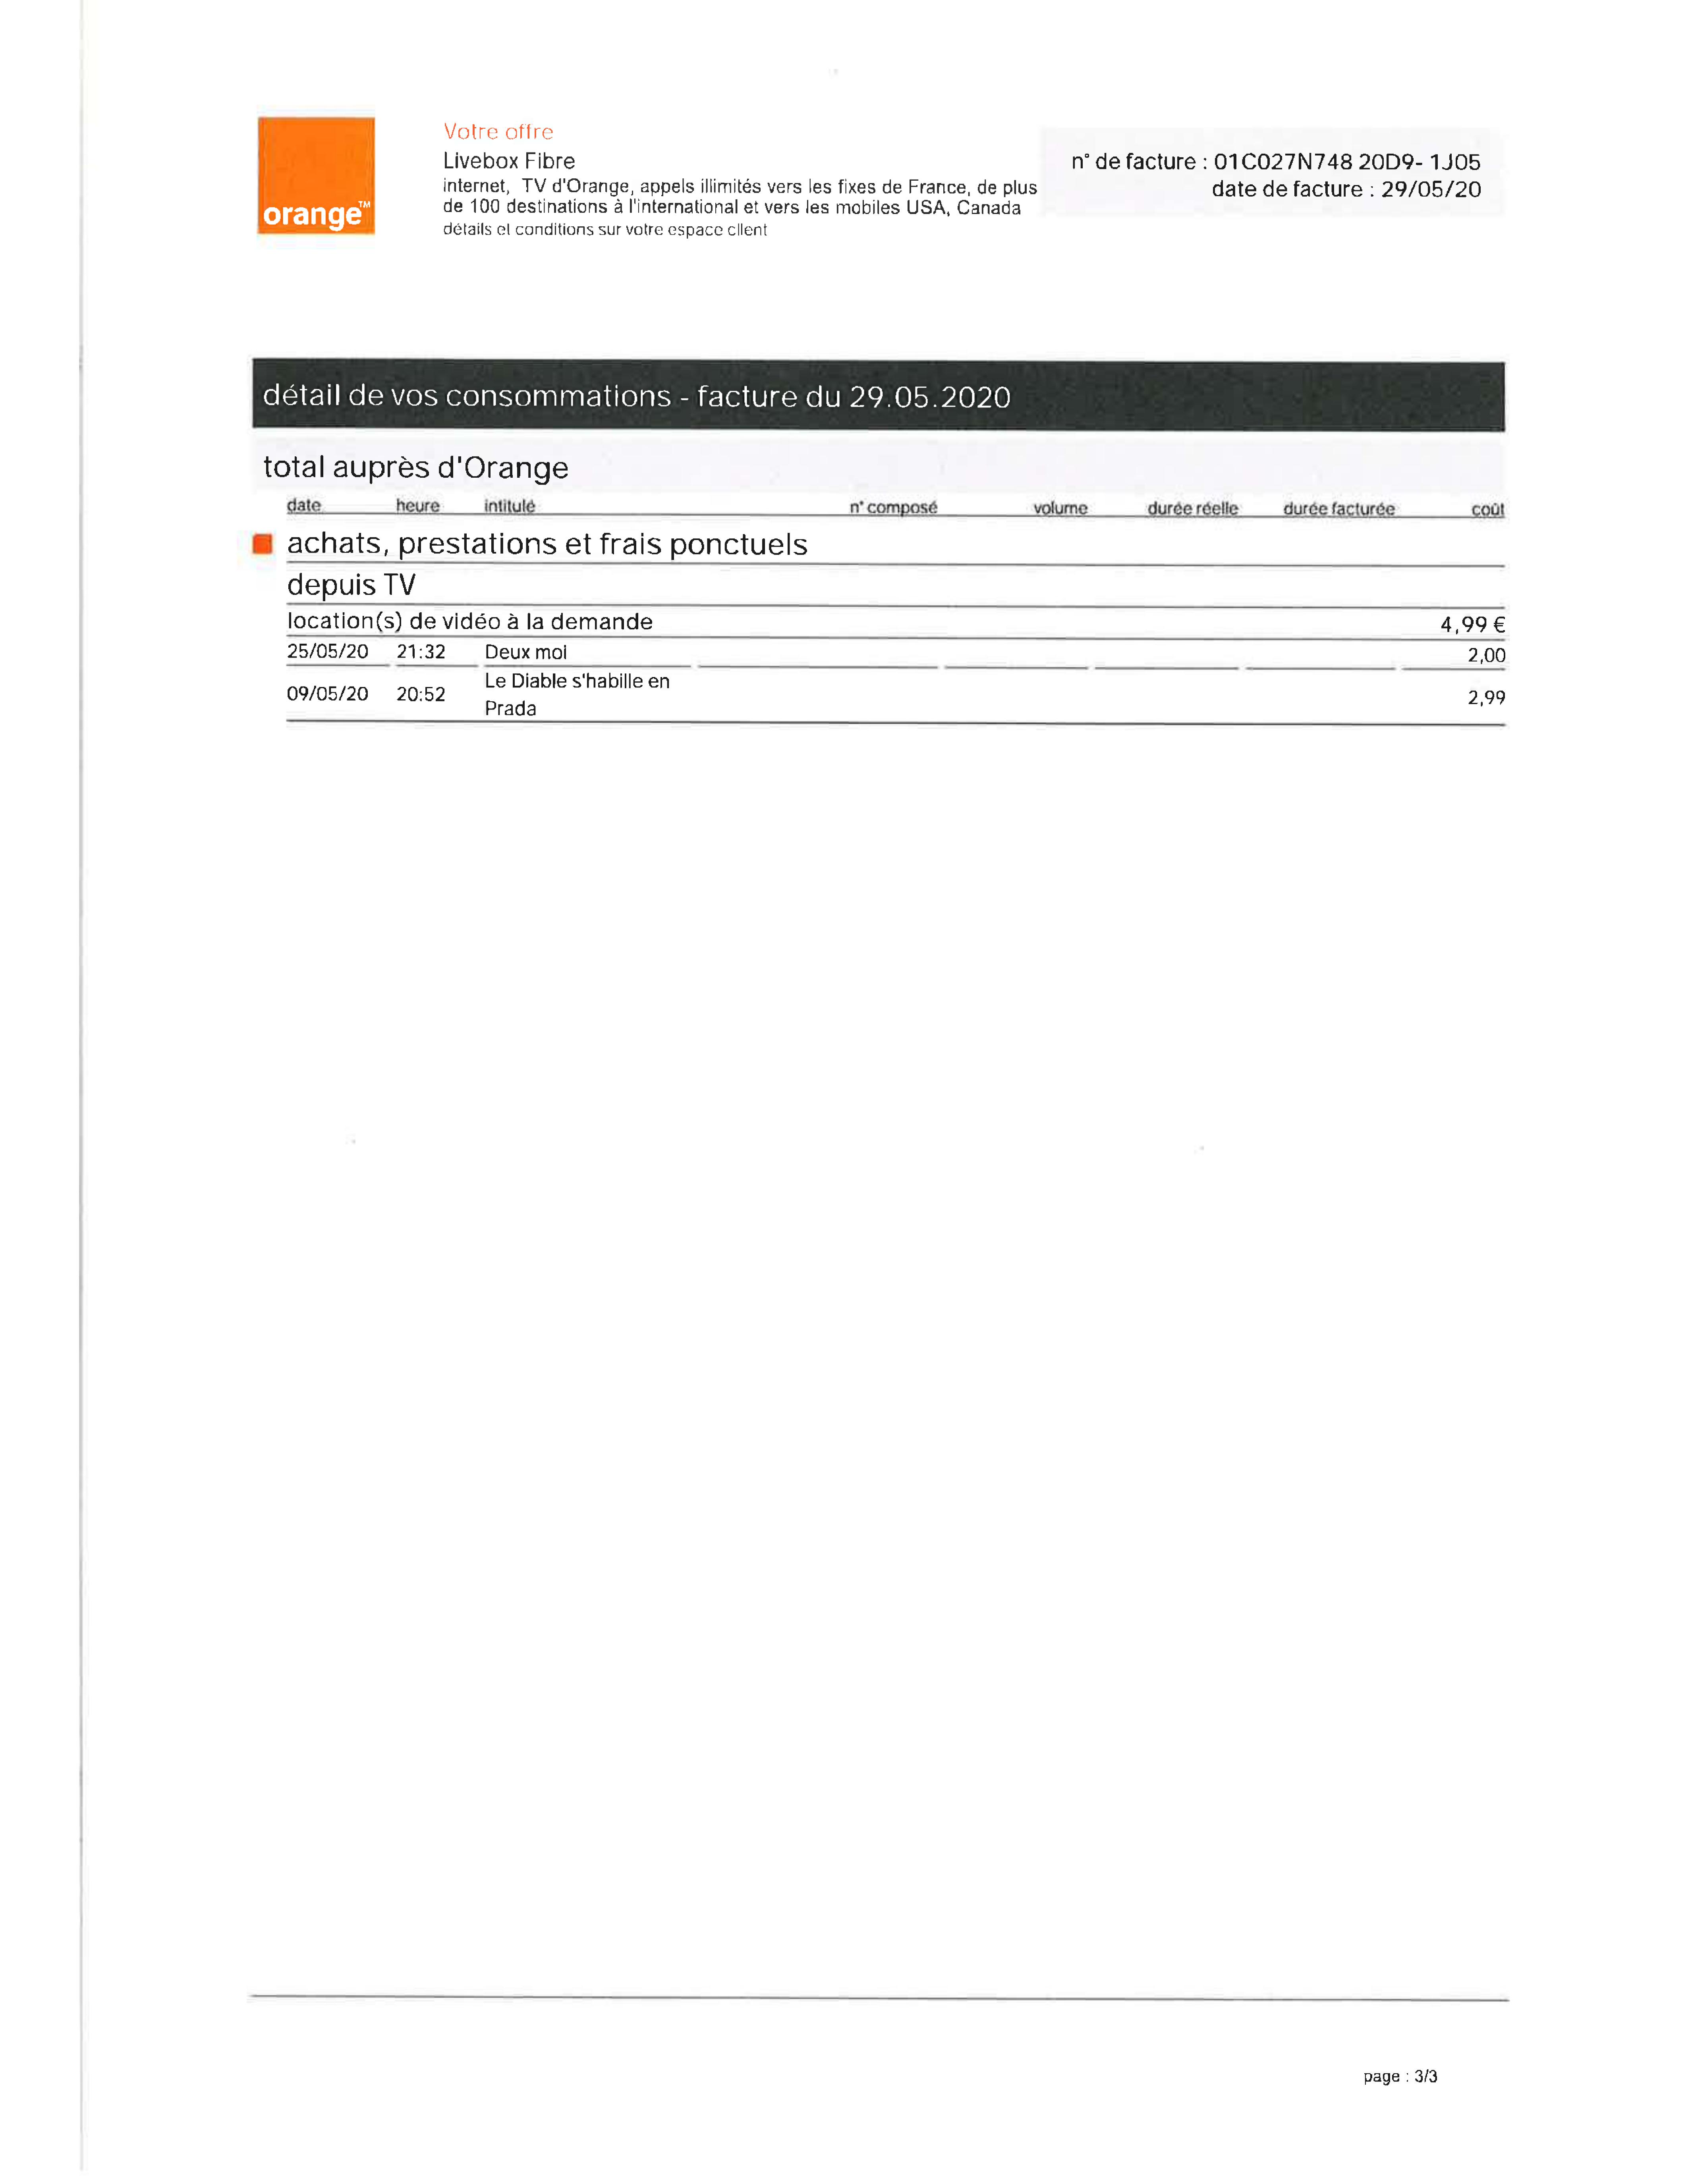 orange™
Votre offre
Livebox Fibre
internet, TV d'Orange, appels illimités vers les fixes de France, de plus
de 100 destinations à l'international et vers les mobiles USA, Canada
détails et conditions sur votre espace client
n° de facture : 01C027N748 20D9- 1J05
date de facture : 29/05/20
détail de vos consommations - facture du 29.05.2020
total auprès d'Orange
date heure intitulé n° composé volume durée réelle durée facturée coût
achats, prestations et frais ponctuels
depuis TV
location(s) de vidéo à la demande 4,99 €
25/05/20 21:32 Deux moi 2,00
09/05/20 20:52 Le Diable s'habille en
Prada 2,99
page : 3/3